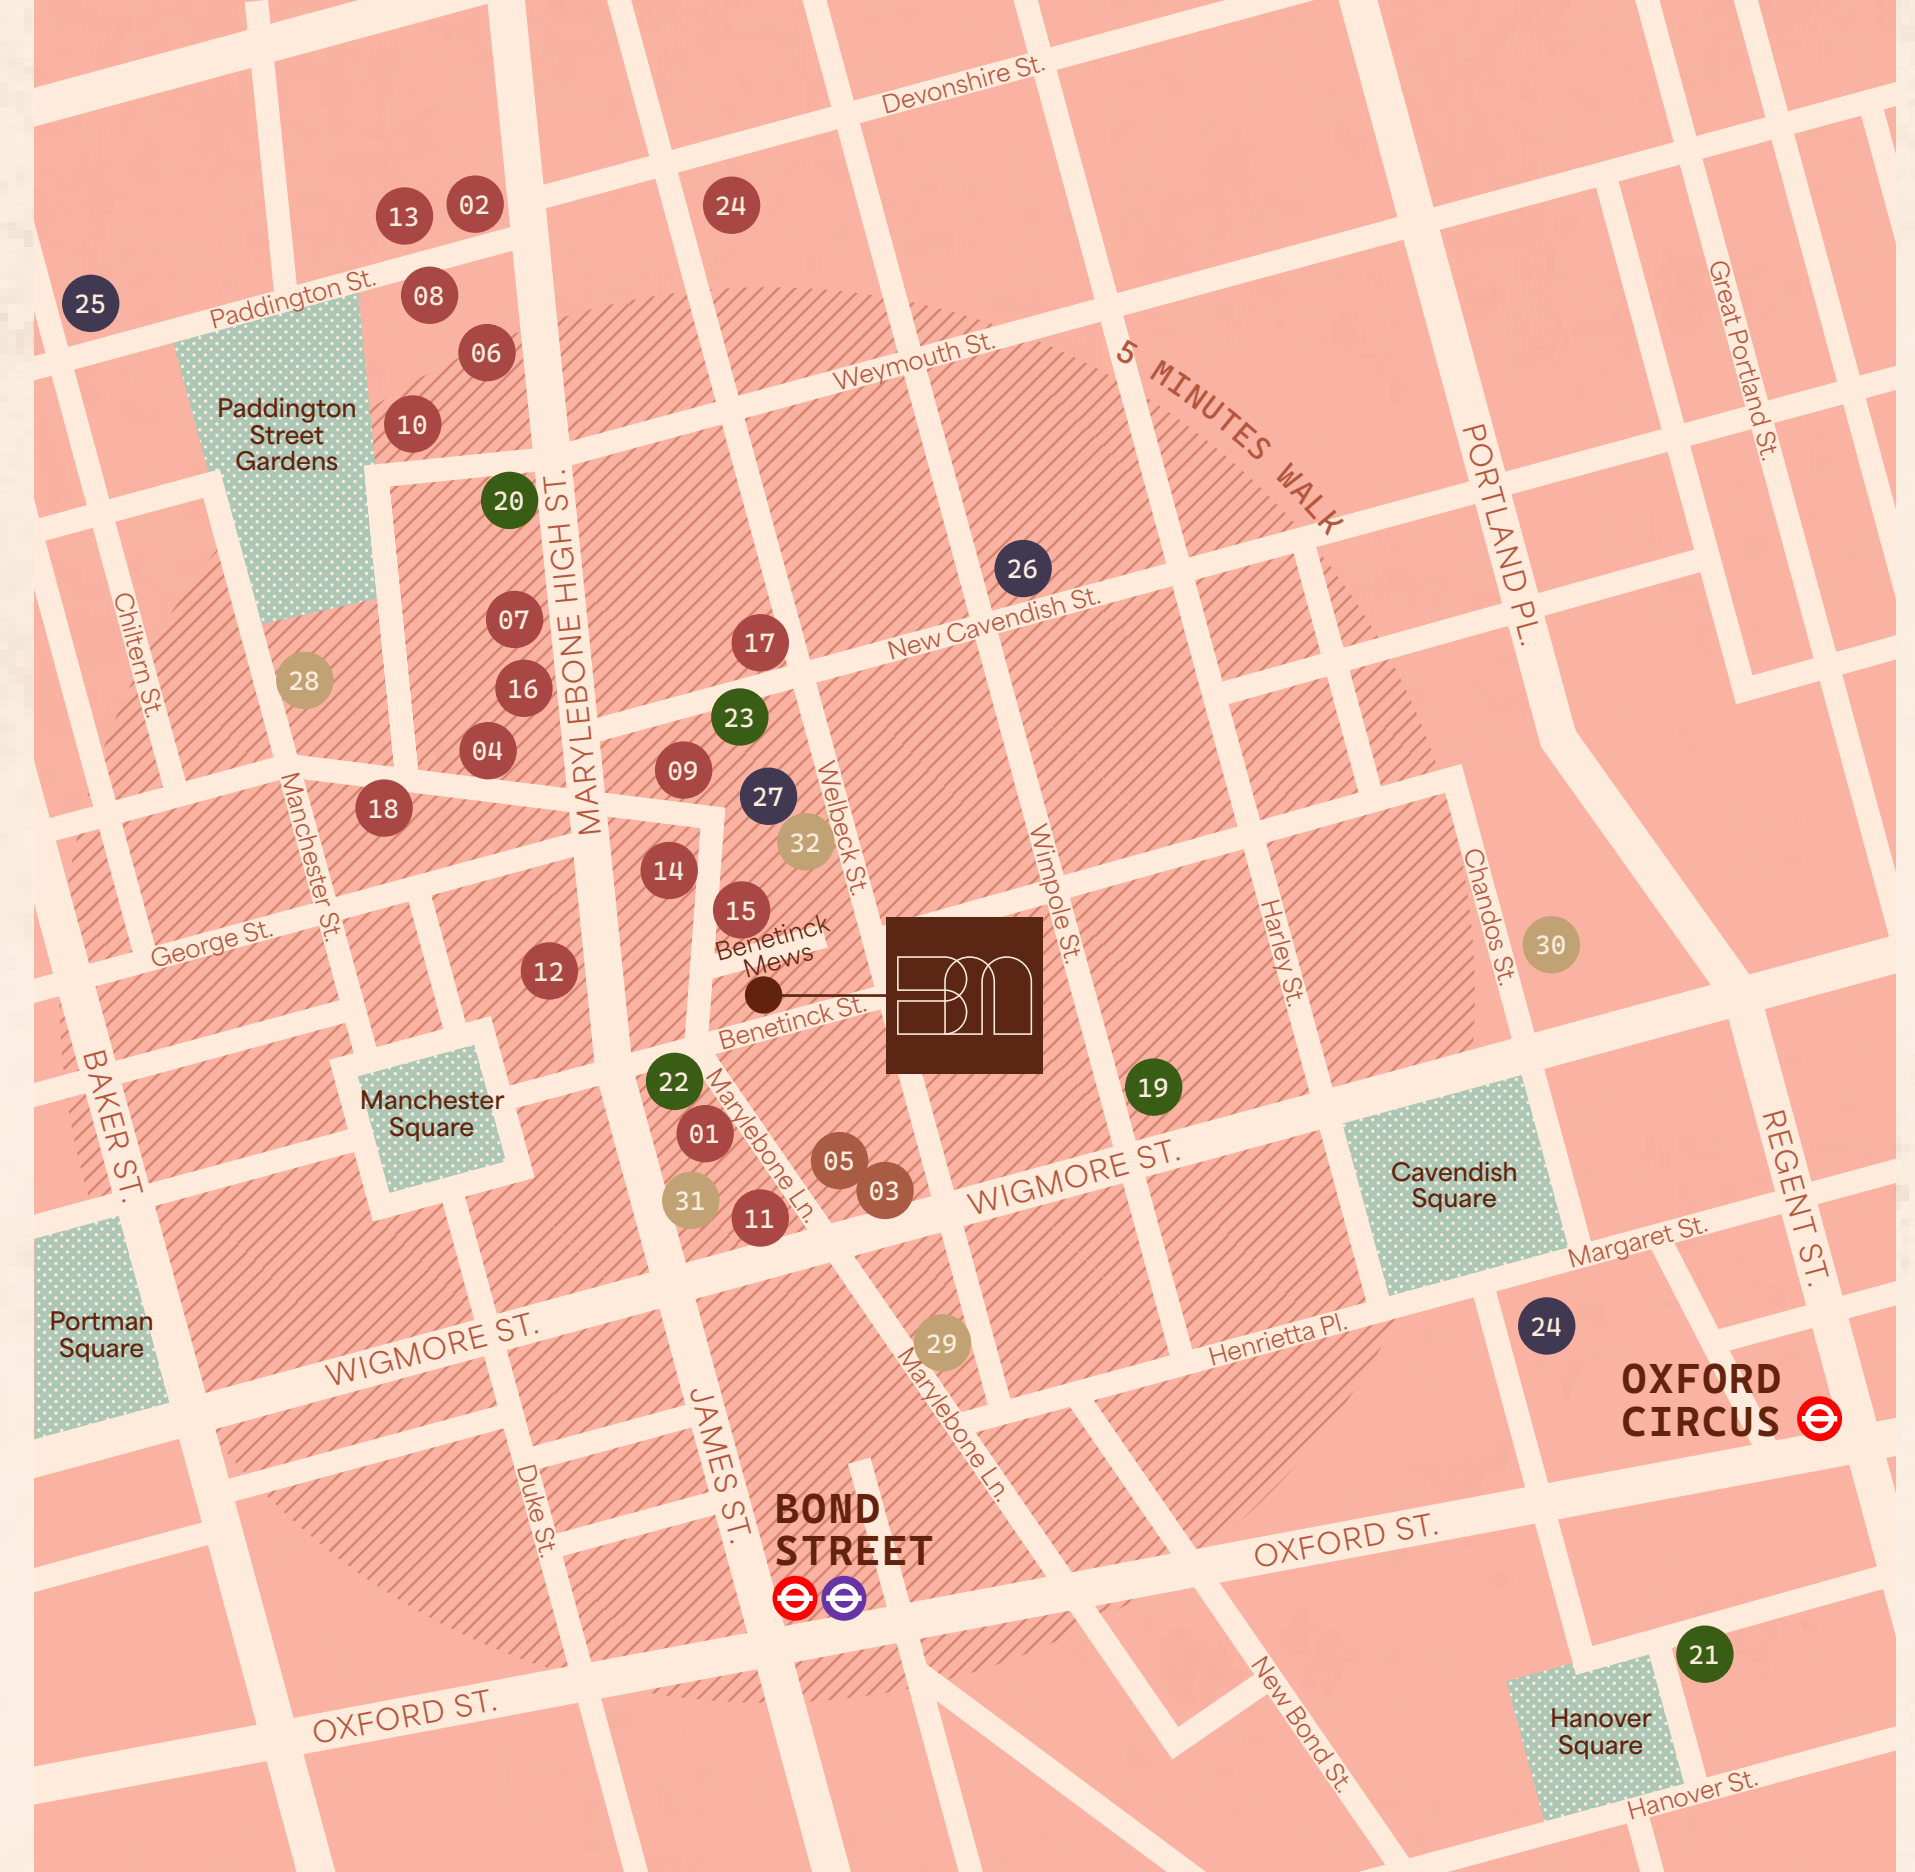 Devonshire St.
13
02
24
25
Paddington St.
08
06
Weymouth St.
5 MINUTES WALK
Great Portland St.
Paddington
Street
Gardens
10
20
MARYLEBONE HIGH ST.
PORTLAND PL.
26
New Cavendish St.
Chiltern St.
07
17
28
16
23
04
09
27
18
Manchester St.
Welbeck St.
32
14
Wimpole St.
Chandos St.
15
Harley St.
30
George St.
Benetinck
Mews
12
BM
Benetinck St.
BAKER ST.
Manchester
Square
22
Marylebone Ln.
19
01
05
03
WIGMORE ST.
Cavendish
Square
REGENT ST.
31
11
Margaret St.
Portman
Square
WIGMORE ST.
29
Henrietta Pl.
24
Marylebone Ln.
OXFORD
CIRCUS
JAMES ST.
Duke St.
BOND
STREET
OXFORD ST.
OXFORD ST.
New Bond St.
21
Hanover
Square
Hanover St.